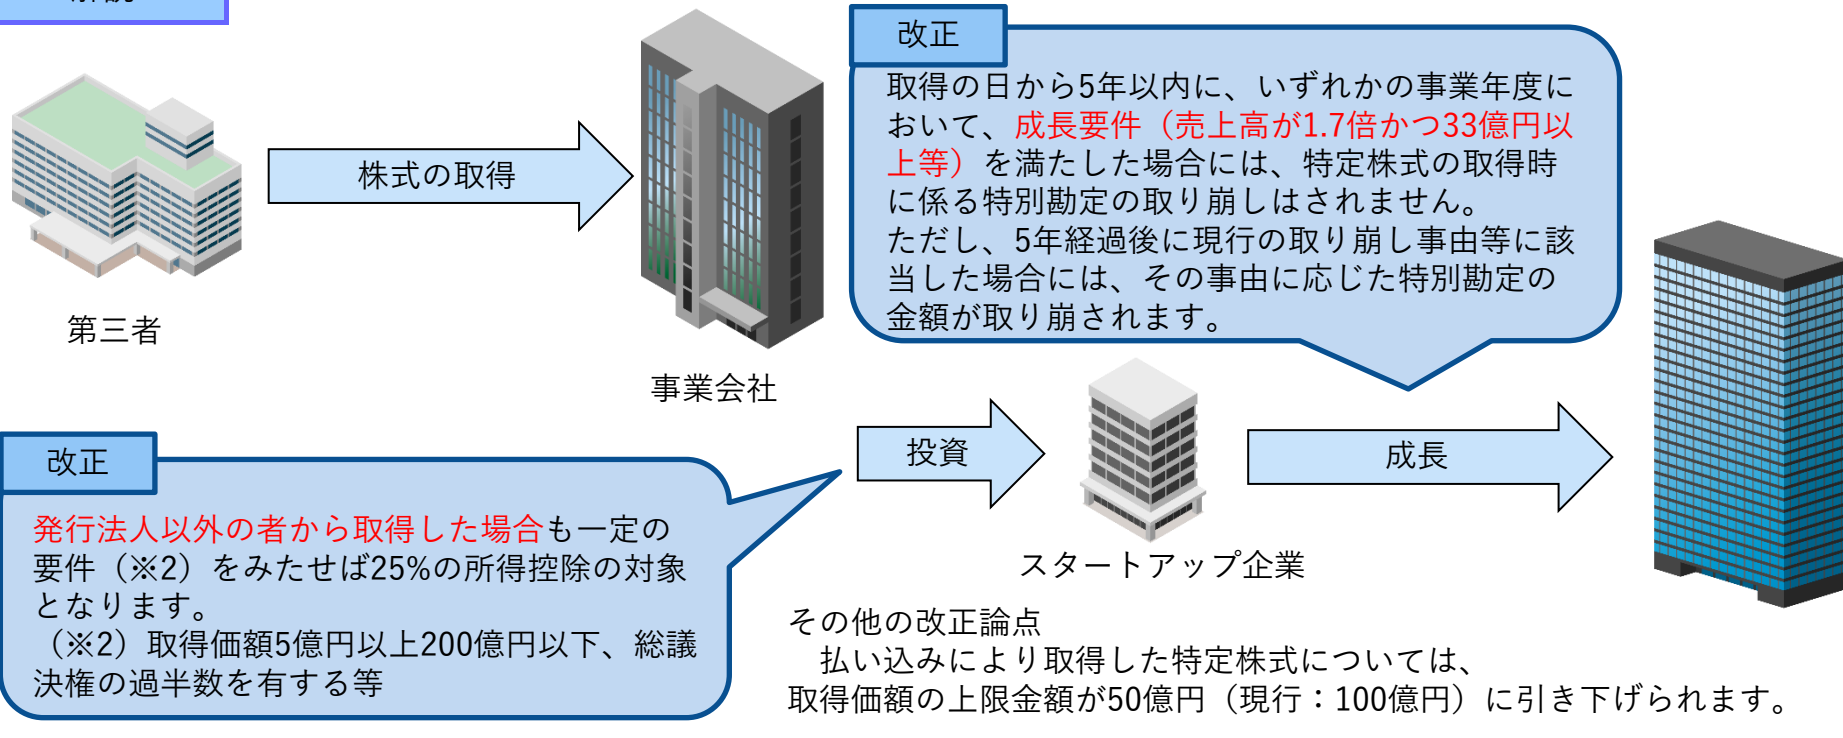 解説
改正
取得の日から5年以内に、いずれかの事業年度に
おいて、成長要件（売上高が1.7倍かつ33億円以
上等）を満たした場合には、特定株式の取得時
に係る特別勘定の取り崩しはされません。
ただし、5年経過後に現行の取り崩し事由等に該
当した場合には、その事由に応じた特別勘定の
金額が取り崩されます。
株式の取得
第三者
事業会社
投資
成長
スタートアップ企業
改正
発行法人以外の者から取得した場合も一定の
要件（※2）をみたせば25%の所得控除の対象
となります。
（※2）取得価額5億円以上200億円以下、総議
決権の過半数を有する等
その他の改正論点
払い込みにより取得した特定株式については、
取得価額の上限金額が50億円（現行：100億円）に引き下げられます。